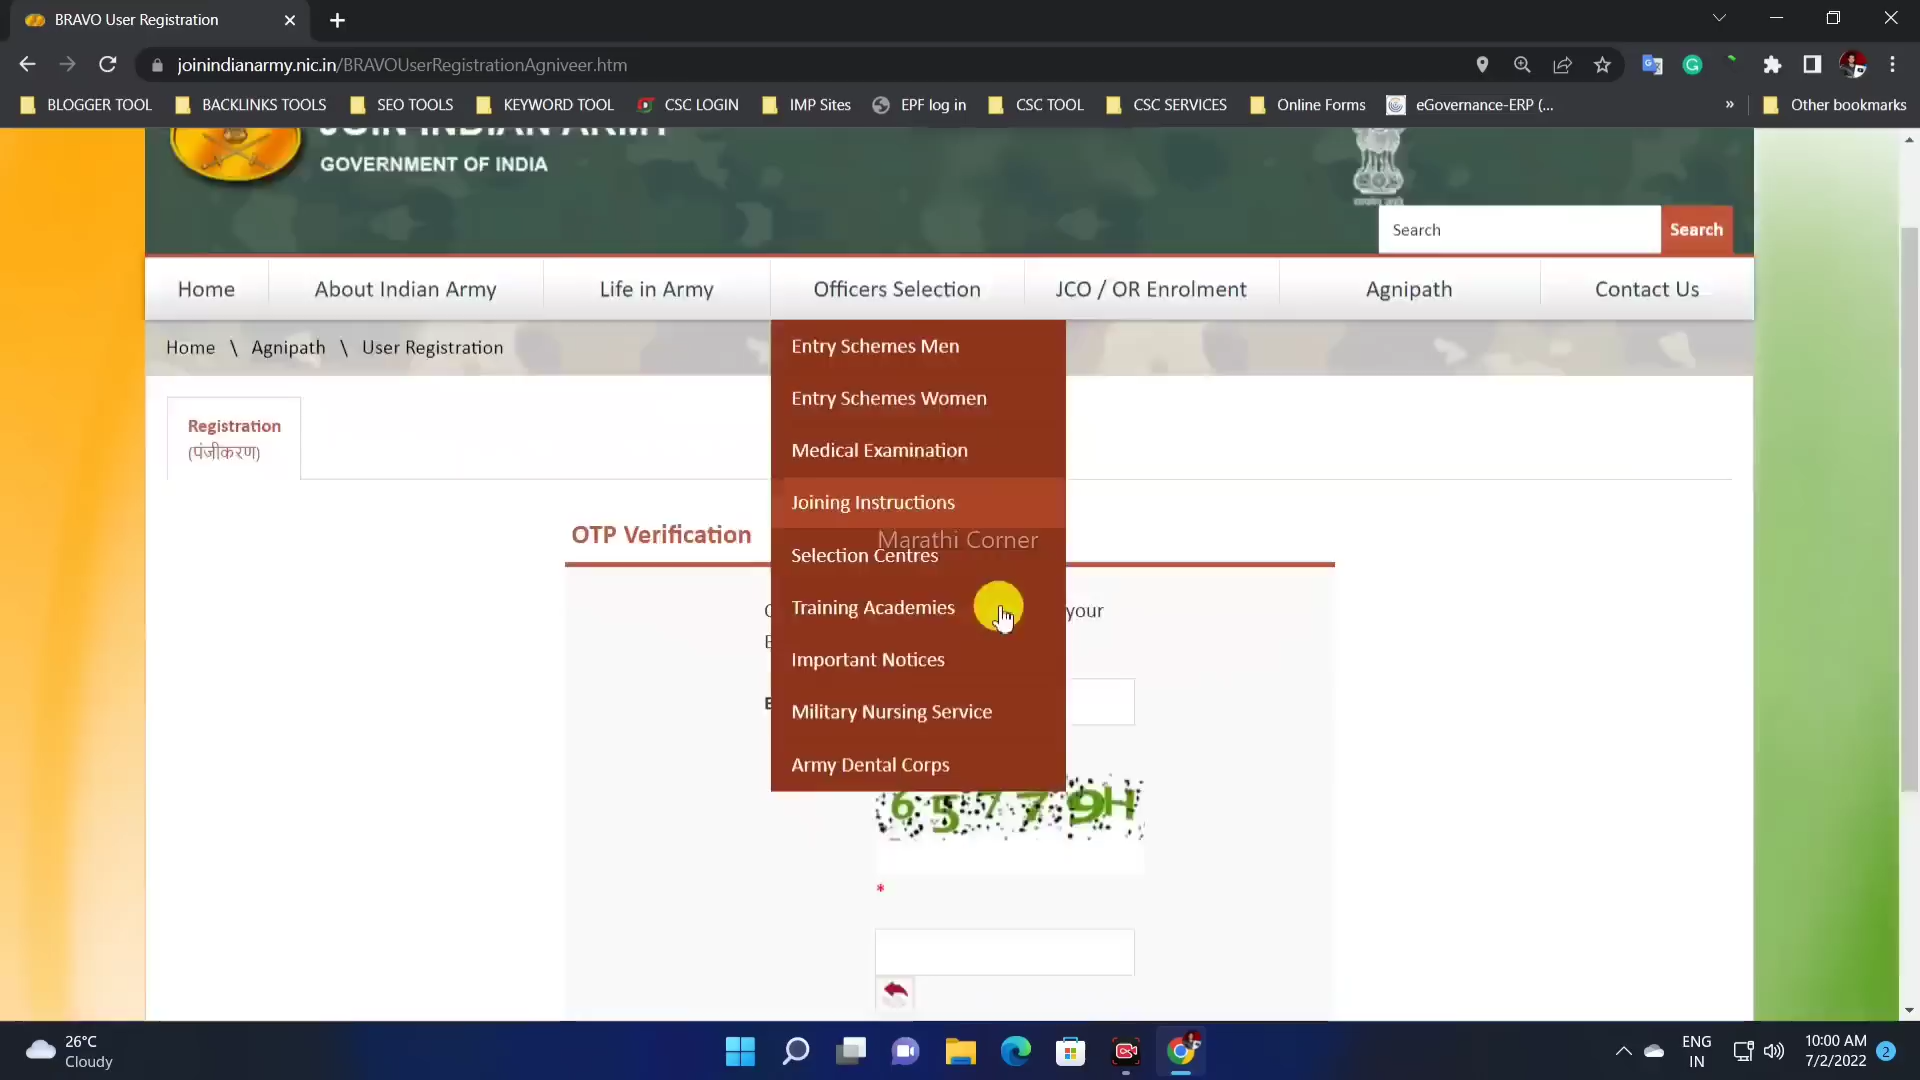 BRAVO User Registration
joinindianarmy.nic.in/BRAVOUserRegistrationAgniveer.htm
BLOGGER TOOL BACKLINKS TOOLS SEO TOOLS KEYWORD TOOL CSC LOGIN IMP Sites EPF log in CSC TOOL CSC SERVICES Online Forms eGovernance-ERP (... » Other bookmarks
JOIN INDIAN ARMY
GOVERNMENT OF INDIA
Search Search
Home About Indian Army Life in Army Officers Selection JCO / OR Enrolment Agnipath Contact Us
Home \ Agnipath \ User Registration
Entry Schemes Men
Entry Schemes Women
Registration
(पंजीकरण)
Medical Examination
Joining Instructions
OTP Verification
Marathi Corner
Selection Centres
Training Academies
your
Important Notices
Military Nursing Service
Army Dental Corps
65779H
*
26°C
Cloudy
ENG
IN
10:00 AM
7/2/2022
2